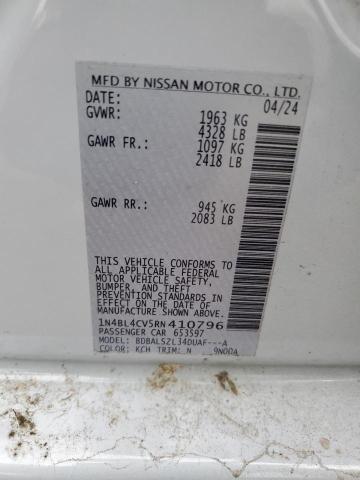 MFD BY NISSAN MOTOR CO., LTD.
DATE: 04/24
GVWR: 1963 KG
4328 LB
GAWR FR.: 1097 KG
2418 LB
GAWR RR.: 945 KG
2083 LB
THIS VEHICLE CONFORMS TO
ALL APPLICABLE FEDERAL
MOTOR VEHICLE SAFETY,
BUMPER, AND THEFT
PREVENTION STANDARDS IN
EFFECT ON THE DATE OF
MANUFACTURE SHOWN ABOVE.
1N4BL4CV5RN410796
PASSENGER CAR 653597
MODEL: BDBALSZL34DUAF---A
COLOR: KCH TRIM: N